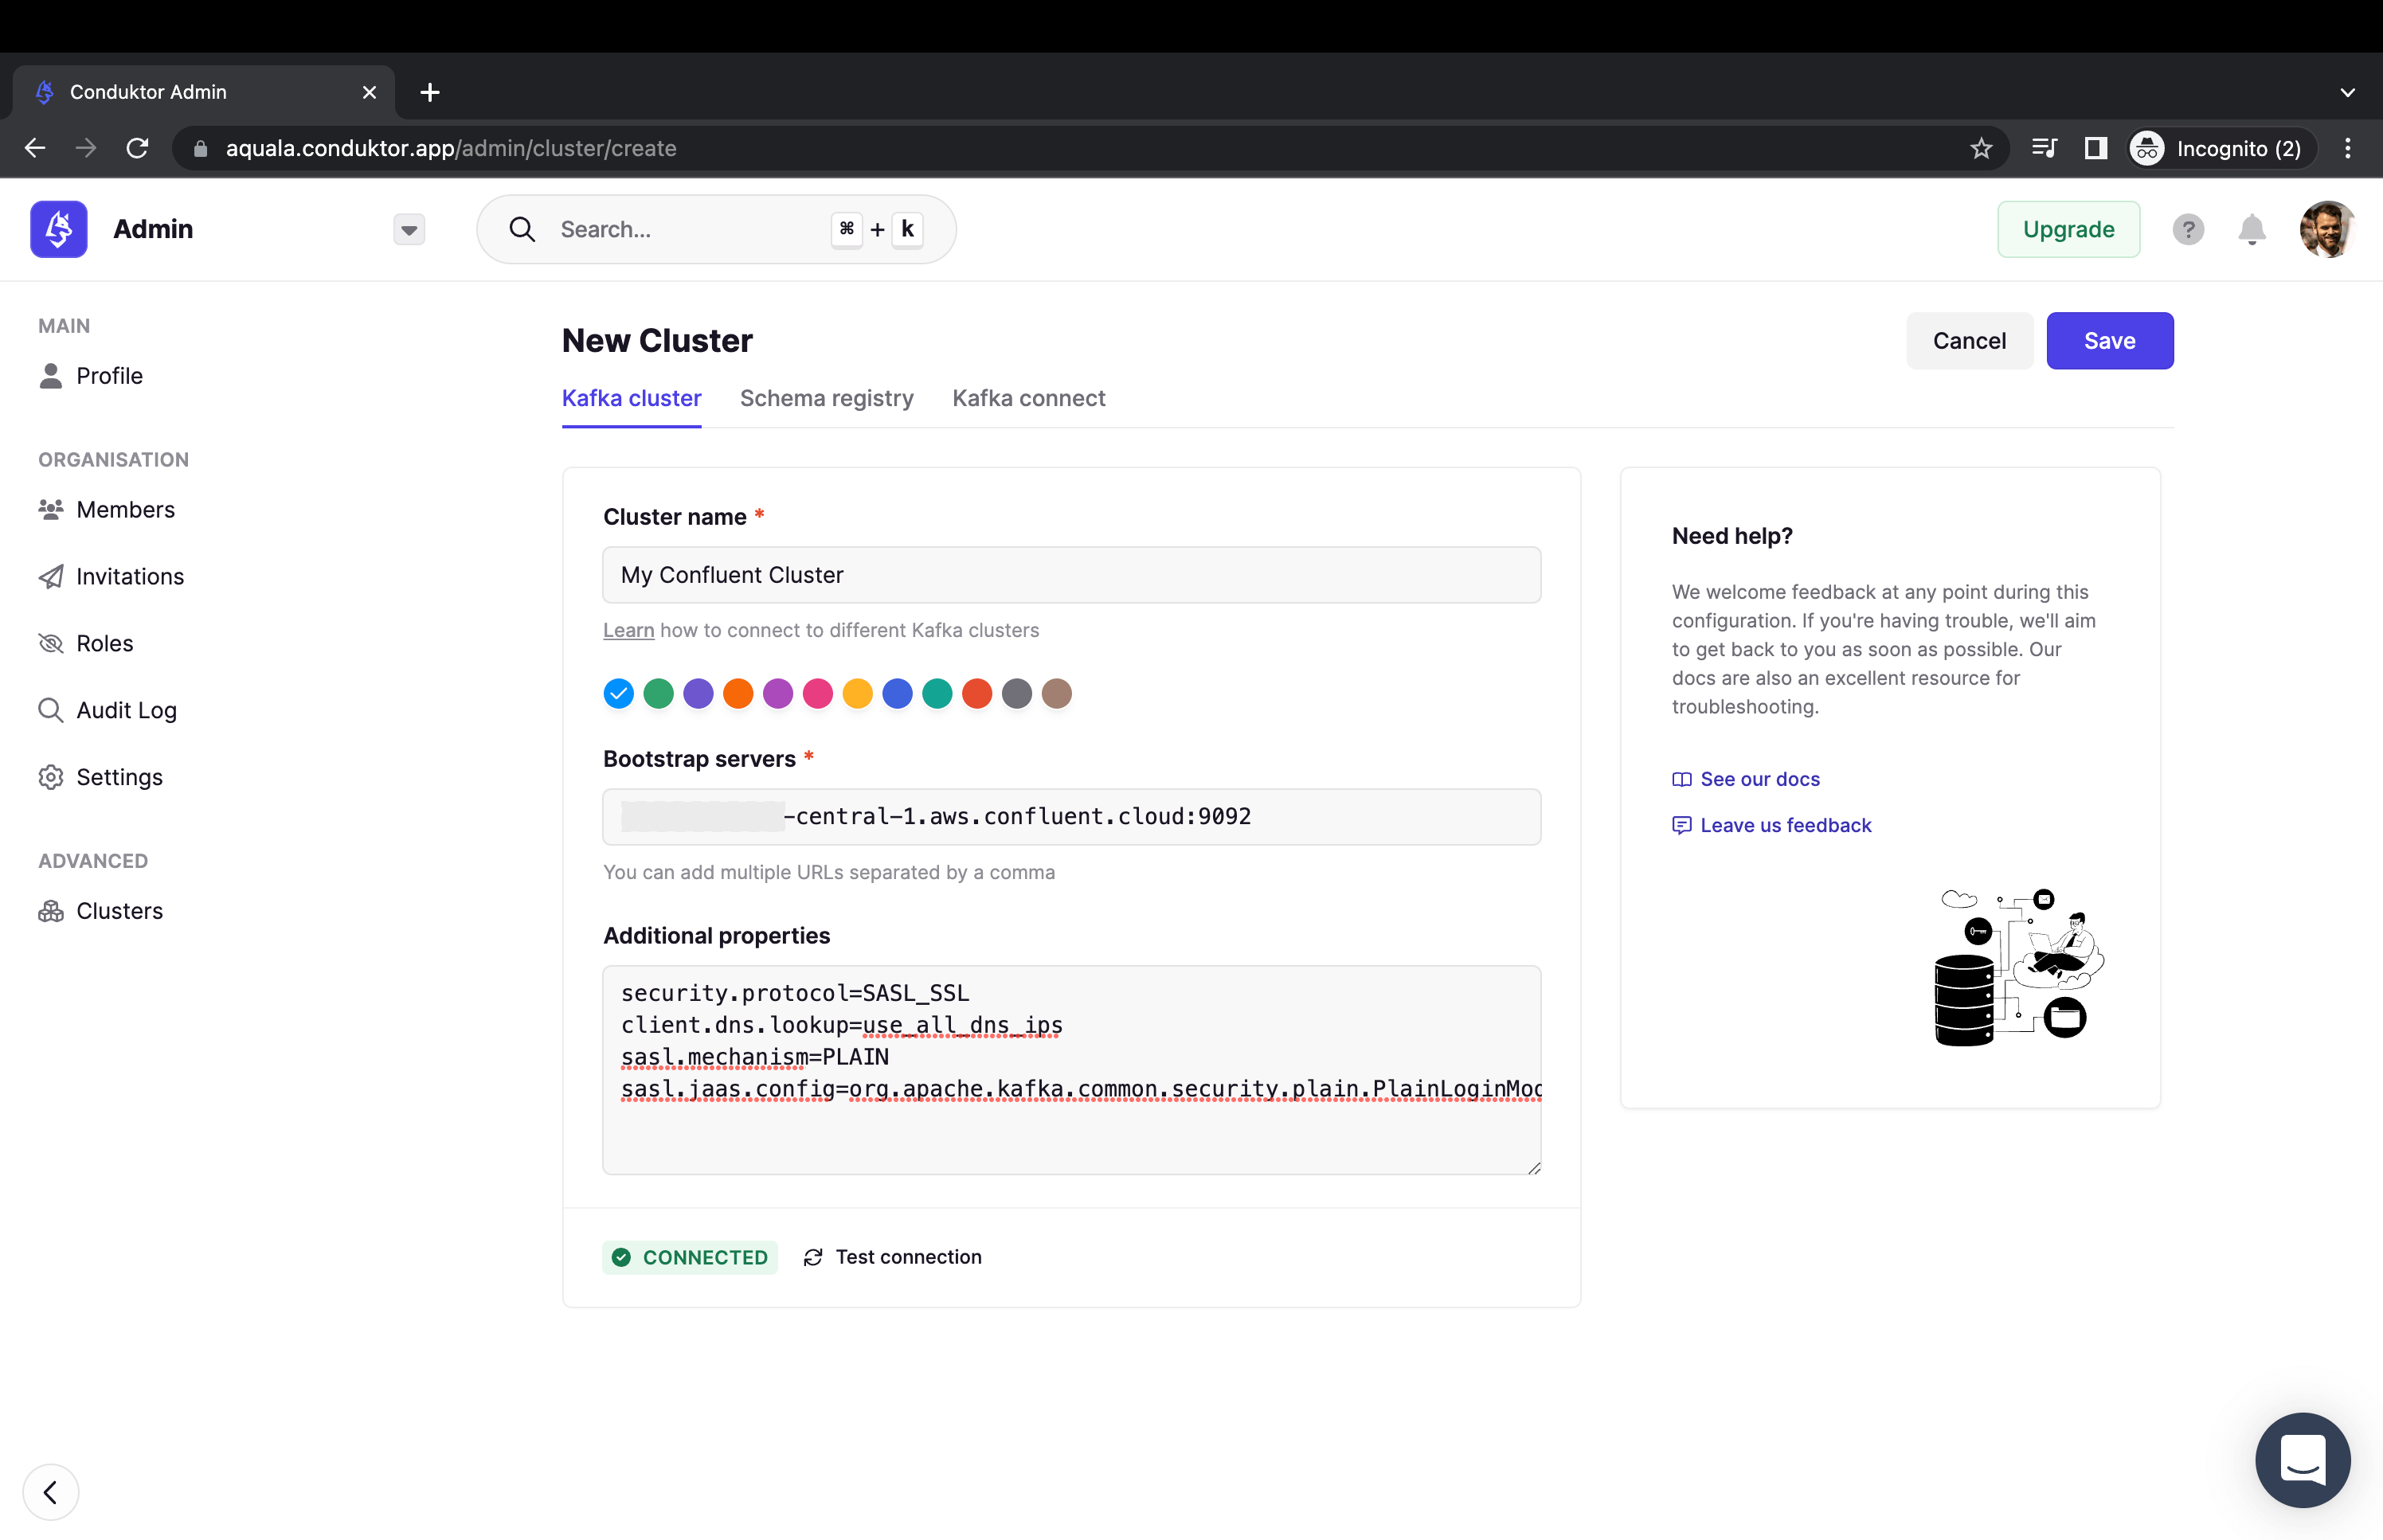 Conduktor Admin
aquala.conduktor.app/admin/cluster/create
Incognito (2)
Admin
Search...
⌘ + k
Upgrade
?
MAIN
Profile
ORGANISATION
Members
Invitations
Roles
Audit Log
Settings
ADVANCED
Clusters
New Cluster
Cancel
Save
Kafka cluster
Schema registry
Kafka connect
Cluster name *
My Confluent Cluster
Learn how to connect to different Kafka clusters
Bootstrap servers *
-central-1.aws.confluent.cloud:9092
You can add multiple URLs separated by a comma
Additional properties
security.protocol=SASL_SSL
client.dns.lookup=use_all_dns_ips
sasl.mechanism=PLAIN
sasl.jaas.config=org.apache.kafka.common.security.plain.PlainLoginMod
CONNECTED
Test connection
Need help?
We welcome feedback at any point during this
configuration. If you're having trouble, we'll aim
to get back to you as soon as possible. Our
docs are also an excellent resource for
troubleshooting.
See our docs
Leave us feedback